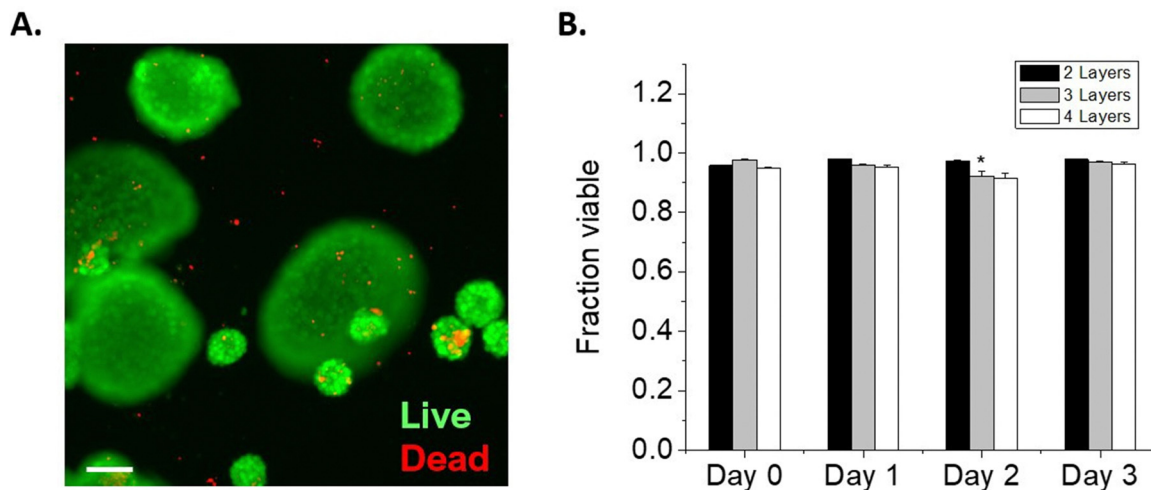 A.
Live
Dead
B.
Fraction viable
1.2
1.0
0.8
0.6
0.4
0.2
0.0
2 Layers
3 Layers
4 Layers
*
Day 0 Day 1 Day 2 Day 3